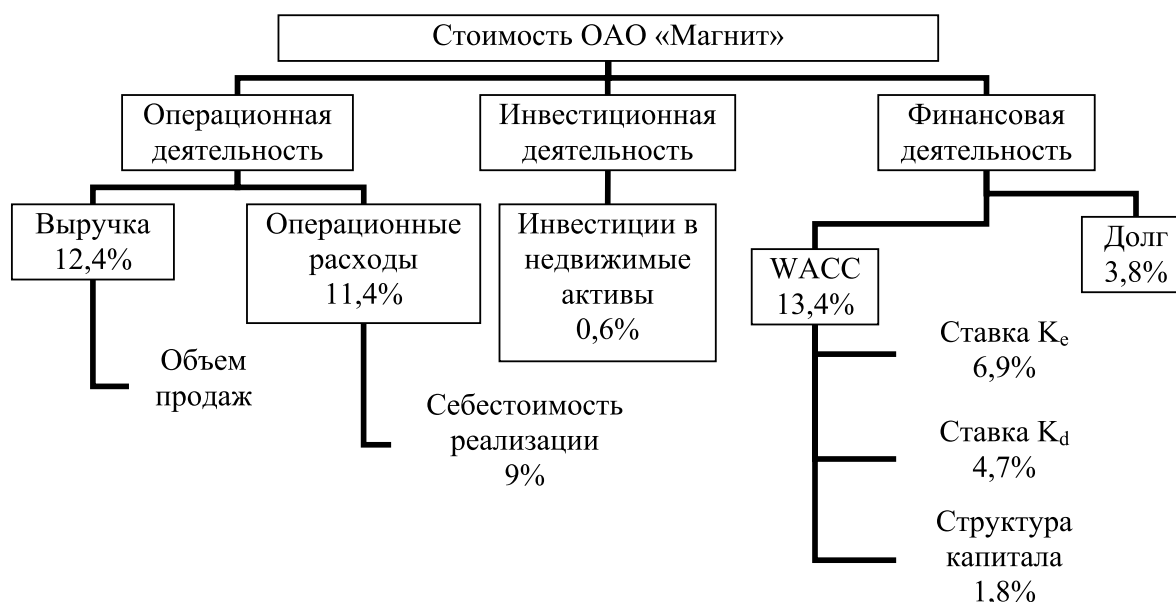 Стоимость ОАО «Магнит»
Операционная
деятельность
Инвестиционная
деятельность
Финансовая
деятельность
Выручка
12,4%
Операционные
расходы
11,4%
Инвестиции в
недвижимые
активы
0,6%
WACC
13,4%
Долг
3,8%
Объем
продаж
Себестоимость
реализации
9%
Ставка Kₑ
6,9%
Ставка K_d
4,7%
Структура
капитала
1,8%